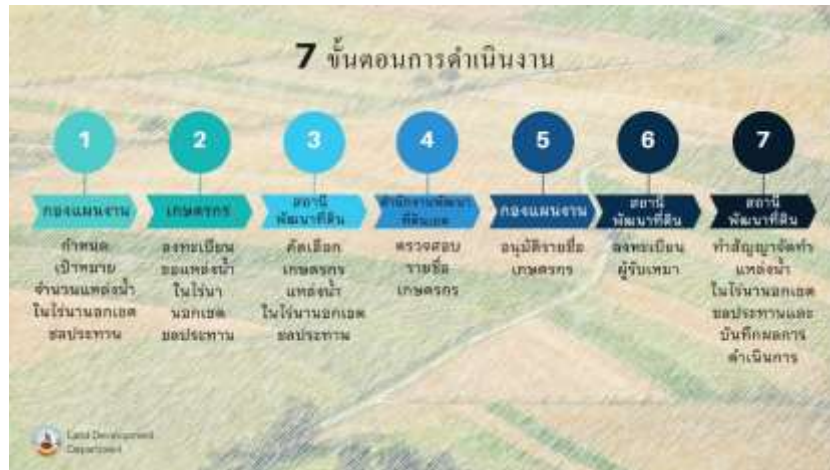 7 ขั้นตอนการดำเนินงาน
1
2
3
4
5
6
7
กองแผนงาน
เกษตรกร
สถานี
พัฒนาที่ดิน
สำนักงานพัฒนา
ที่ดินเขต
กองแผนงาน
สถานี
พัฒนาที่ดิน
สถานี
พัฒนาที่ดิน
กำหนด
เป้าหมาย
จำนวนแหล่งน้ำ
ในไร่นานอกเขต
ชลประทาน
ลงทะเบียน
ขอแหล่งน้ำ
ในไร่นา
นอกเขต
ชลประทาน
คัดเลือก
เกษตรกร
แหล่งน้ำ
ในไร่นานอกเขต
ชลประทาน
ตรวจสอบ
รายชื่อ
เกษตรกร
อนุมัติรายชื่อ
เกษตรกร
ลงทะเบียน
ผู้รับเหมา
ทำสัญญาจัดทำ
แหล่งน้ำ
ในไร่นานอกเขต
ชลประทานและ
บันทึกผลการ
ดำเนินการ
Land Development
Department